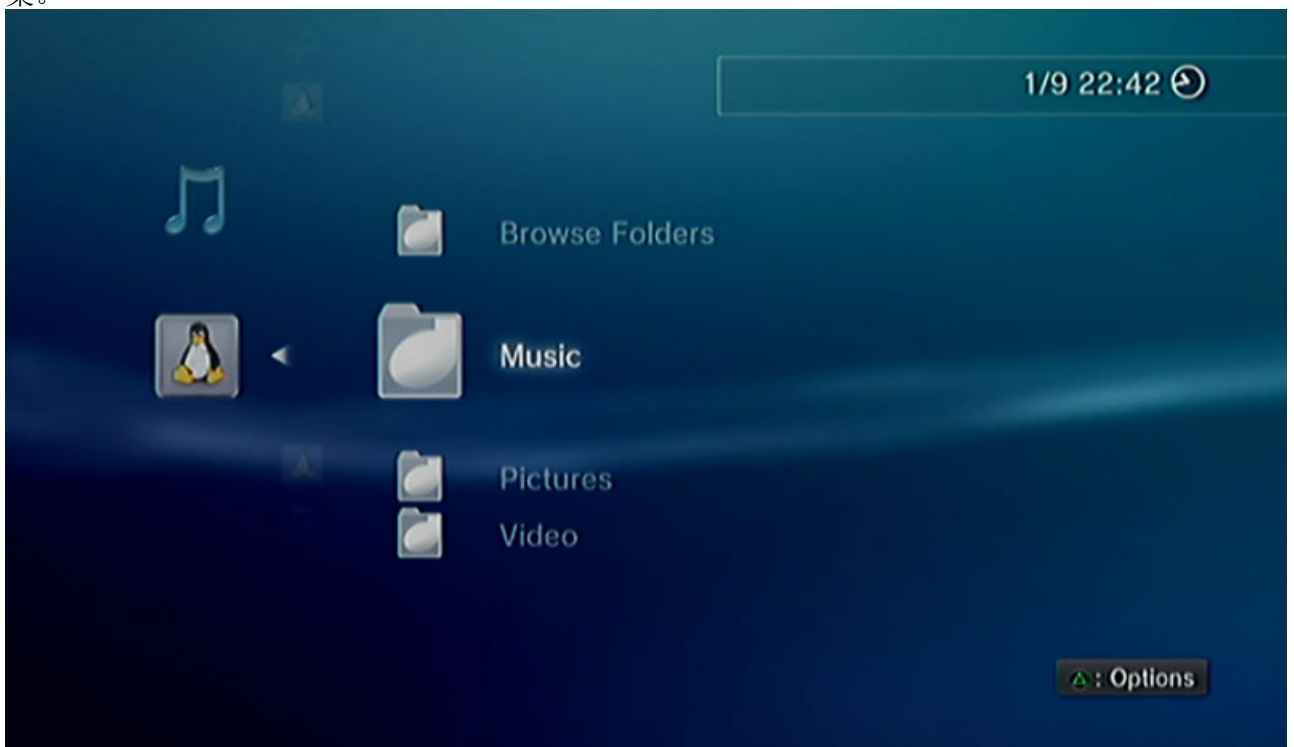 1/9 22:42
Browse Folders
Music
Pictures
Video
: Options